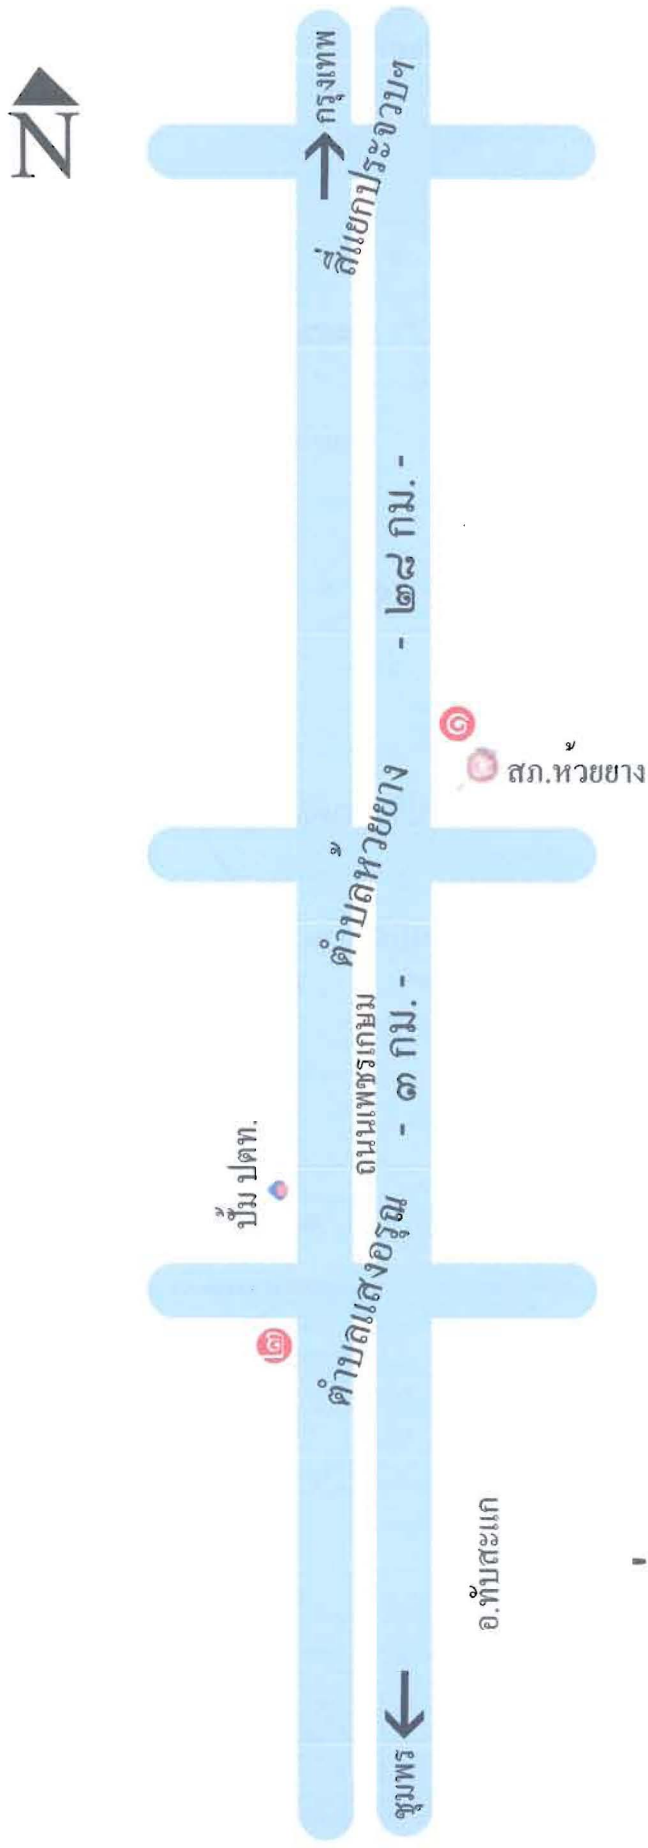 N
กรุงเทพ
สี่แยกประจวบฯ
- ๒๘ กม. -
๑
สภ.ห้วยยาง
ตำบลห้วยยาง
ถนนเพชรเกษม
- ๓ กม. -
ปั้ม ปตท.
ตำบลแสงอรุณ
๒
อ.ทับสะแก
ชุมพร